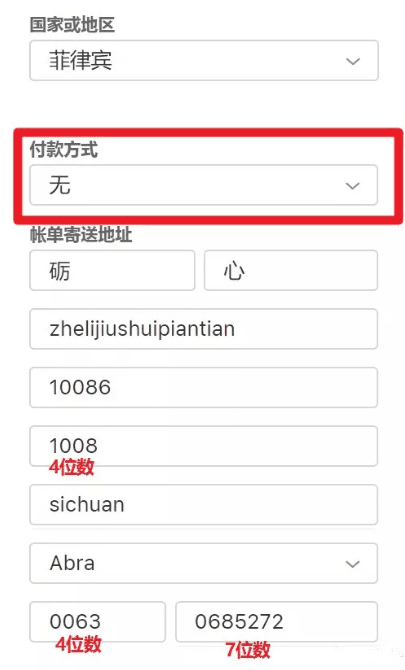 国家或地区
菲律宾
付款方式
无
帐单寄送地址
砺 心
zhelijiushuipiantian
10086
1008
4位数
sichuan
Abra
0063 0685272
4位数 7位数